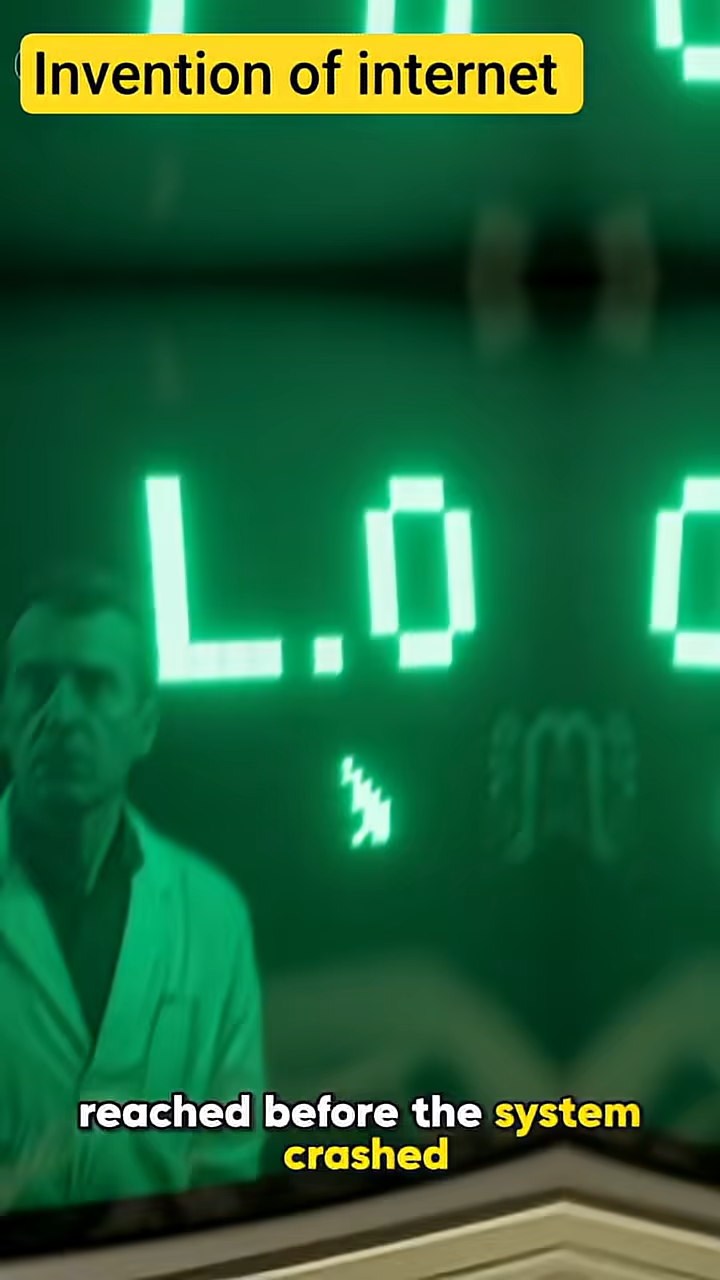 Invention of internet
L.O
reached before the system
crashed